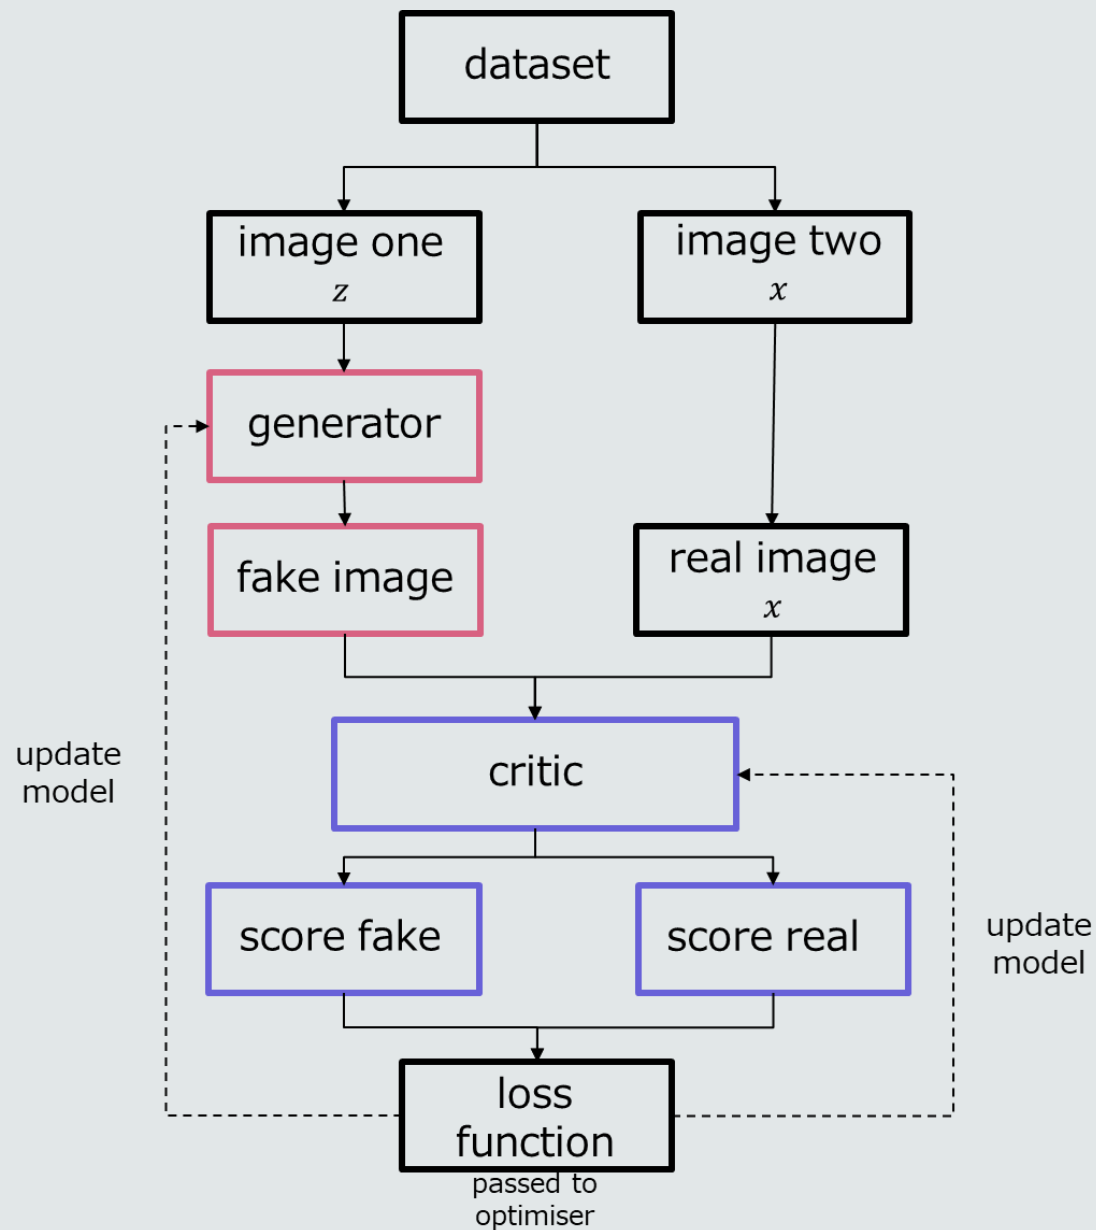 dataset
image one
z
image two
x
generator
fake image
real image
x
update
model
critic
score fake
score real
update
model
loss
function
passed to
optimiser